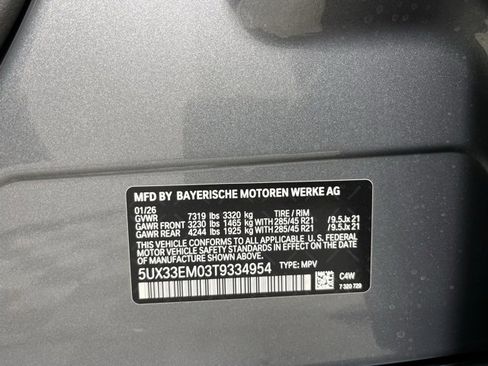 MFD BY BAYERISCHE MOTOREN WERKE AG
01/26
GVWR 7319 lbs 3320 kg TIRE / RIM
GAWR FRONT 3230 lbs 1465 kg WITH 285/45 R21 /9.5Jx21
GAWR REAR 4244 lbs 1925 kg WITH 285/45 R21 /9.5Jx 21
THIS VEHICLE CONFORMS TO ALL APPLICABLE U.S. FEDERAL
MOTOR VEHICLE SAFETY STANDARDS IN EFFECT ON THE DATE
OF MANUFACTURE SHOWN ABOVE.
5UX33EM03T9334954 TYPE: MPV
C4W
7 320 729